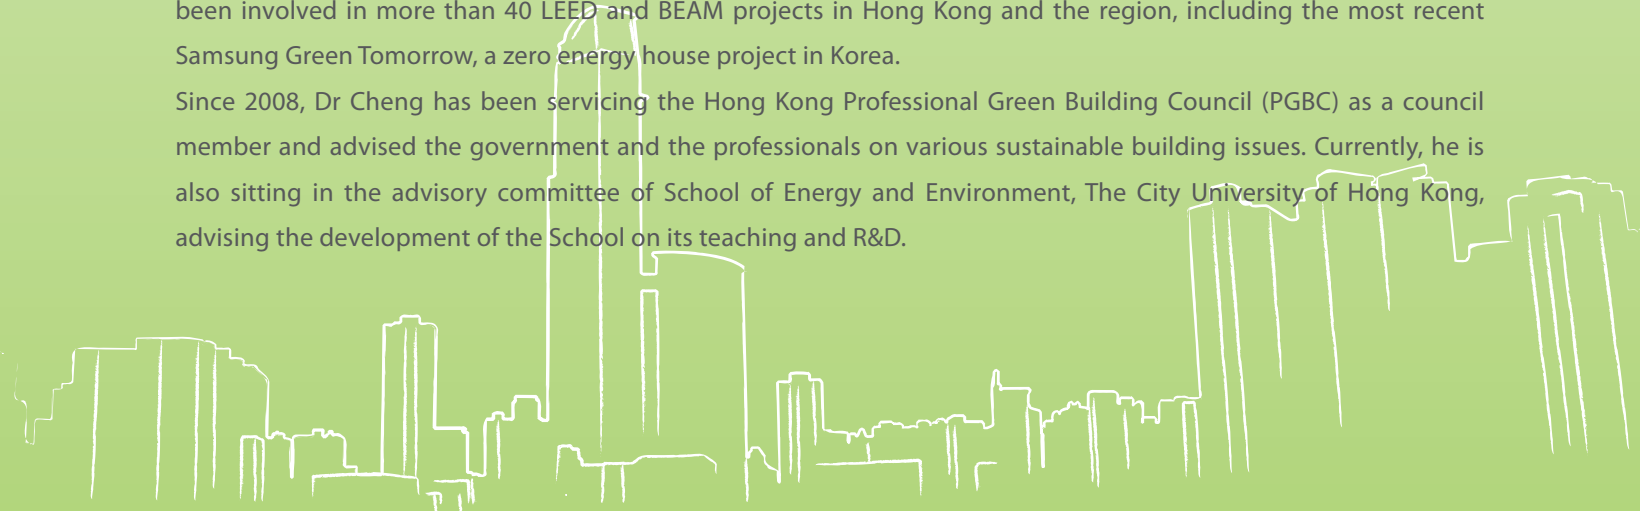 been involved in more than 40 LEED and BEAM projects in Hong Kong and the region, including the most recent
Samsung Green Tomorrow, a zero energy house project in Korea.
Since 2008, Dr Cheng has been servicing the Hong Kong Professional Green Building Council (PGBC) as a council
member and advised the government and the professionals on various sustainable building issues. Currently, he is
also sitting in the advisory committee of School of Energy and Environment, The City University of Hong Kong,
advising the development of the School on its teaching and R&D.